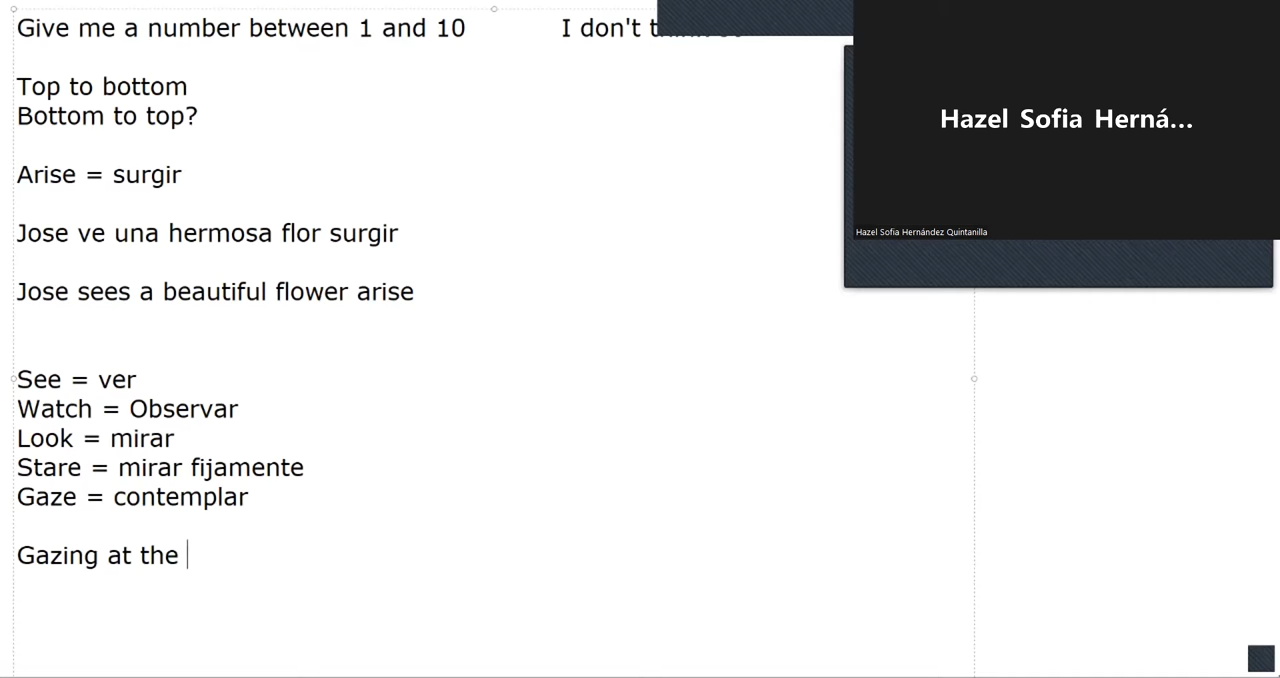 Give me a number between 1 and 10
I don't
Top to bottom
Bottom to top?
Arise = surgir
Jose ve una hermosa flor surgir
Jose sees a beautiful flower arise
See = ver
Watch = Observar
Look = mirar
Stare = mirar fijamente
Gaze = contemplar
Gazing at the
Hazel Sofia Herná...
Hazel Sofia Hernández Quintanilla